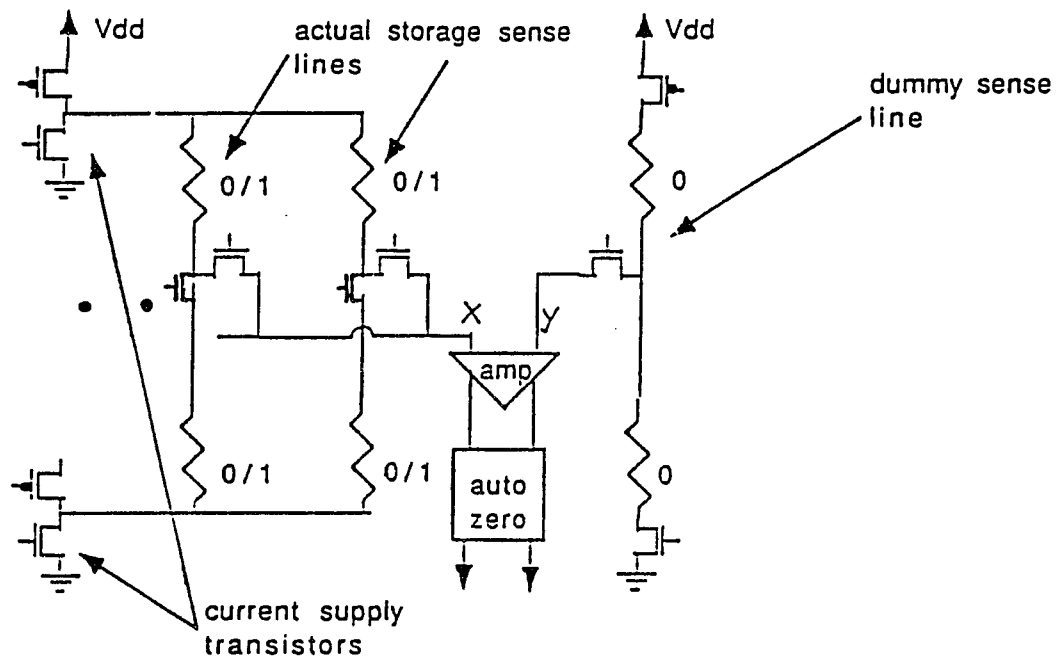 Vdd
actual storage sense
lines
Vdd
dummy sense
line
0/1
0/1
0
X
y
amp
0/1
0/1
0
auto
zero
current supply
transistors